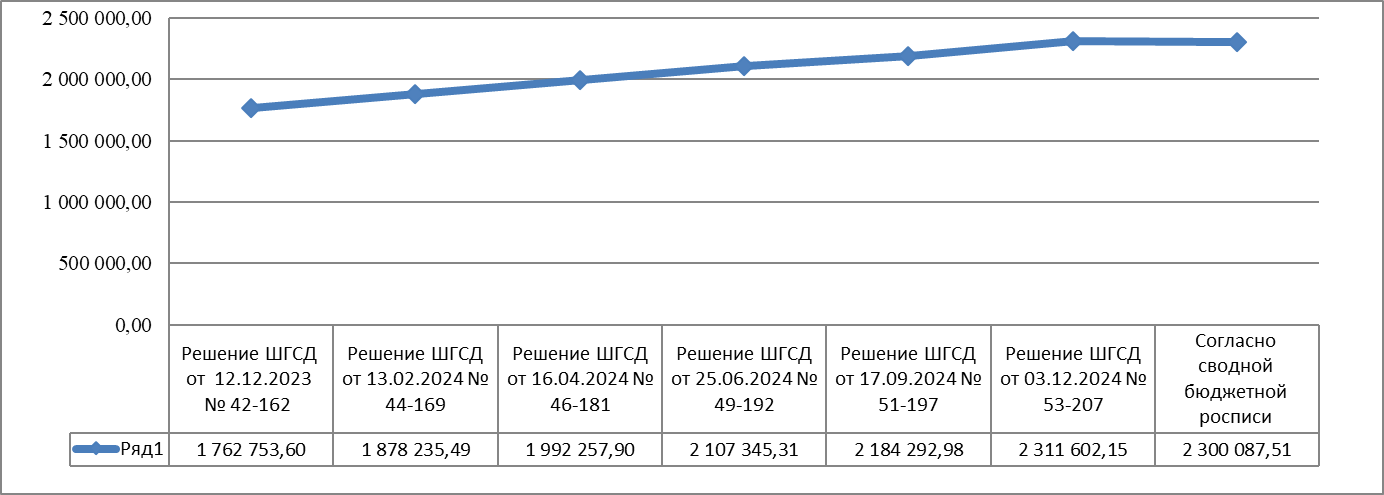 2 500 000,00
2 000 000,00
1 500 000,00
1 000 000,00
500 000,00
0,00
Решение ШГСД
от 12.12.2023
№ 42-162
Решение ШГСД
от 13.02.2024 №
44-169
Решение ШГСД
от 16.04.2024 №
46-181
Решение ШГСД
от 25.06.2024 №
49-192
Решение ШГСД
от 17.09.2024 №
51-197
Решение ШГСД
от 03.12.2024 №
53-207
Согласно
сводной
бюджетной
росписи
Ряд1 1 762 753,60 1 878 235,49 1 992 257,90 2 107 345,31 2 184 292,98 2 311 602,15 2 300 087,51